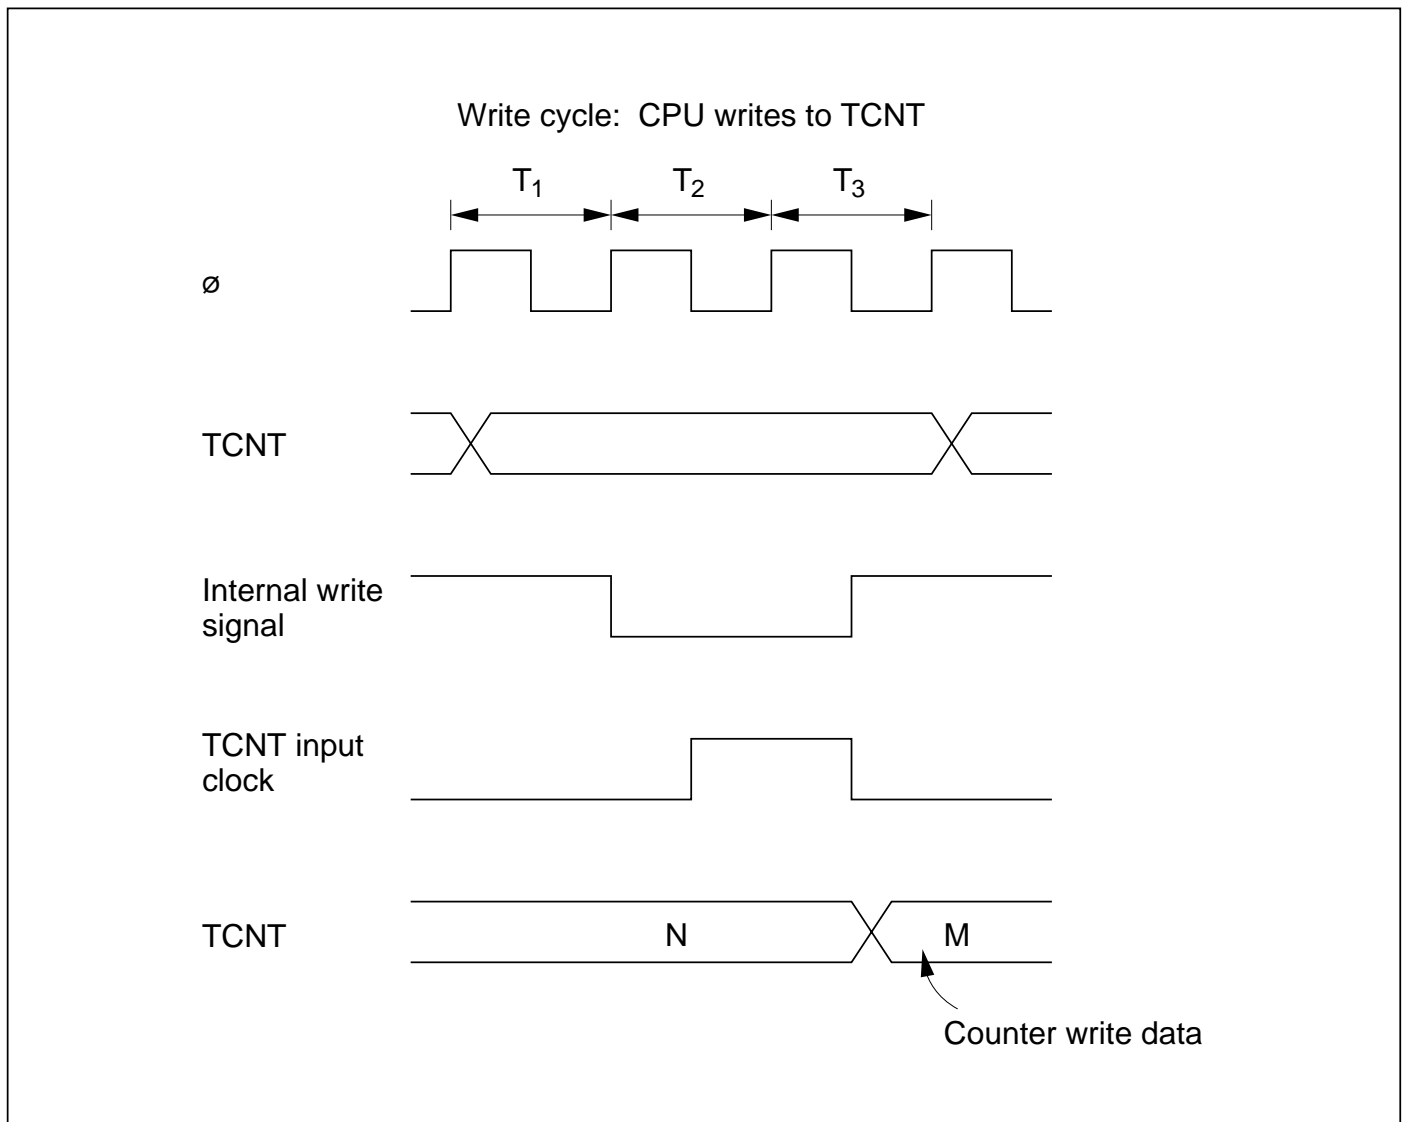 Write cycle: CPU writes to TCNT
T1 T2 T3
ø
TCNT
Internal write
signal
TCNT input
clock
TCNT N M
Counter write data